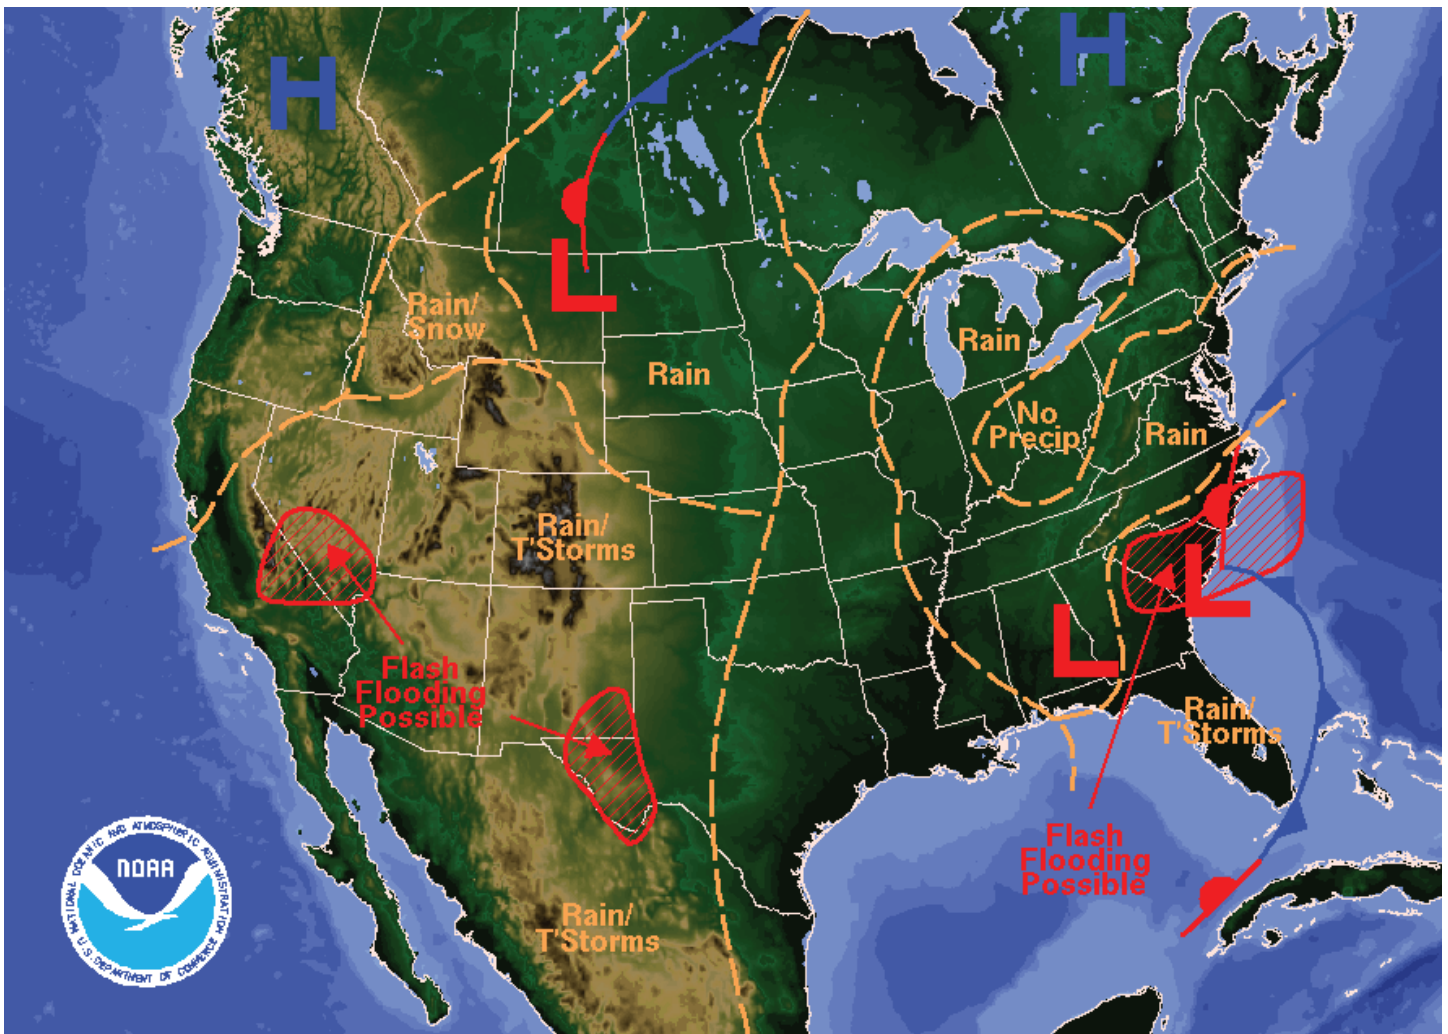 H
H
L
Rain/
Snow
Rain
Rain
No
Precip
Rain
Rain/
T'Storms
L
L
Flash
Flooding
Possible
Rain/
T'Storms
Flash
Flooding
Possible
Rain/
T'Storms
NATIONAL OCEANIC AND ATMOSPHERIC ADMINISTRATION
NOAA
U.S. DEPARTMENT OF COMMERCE